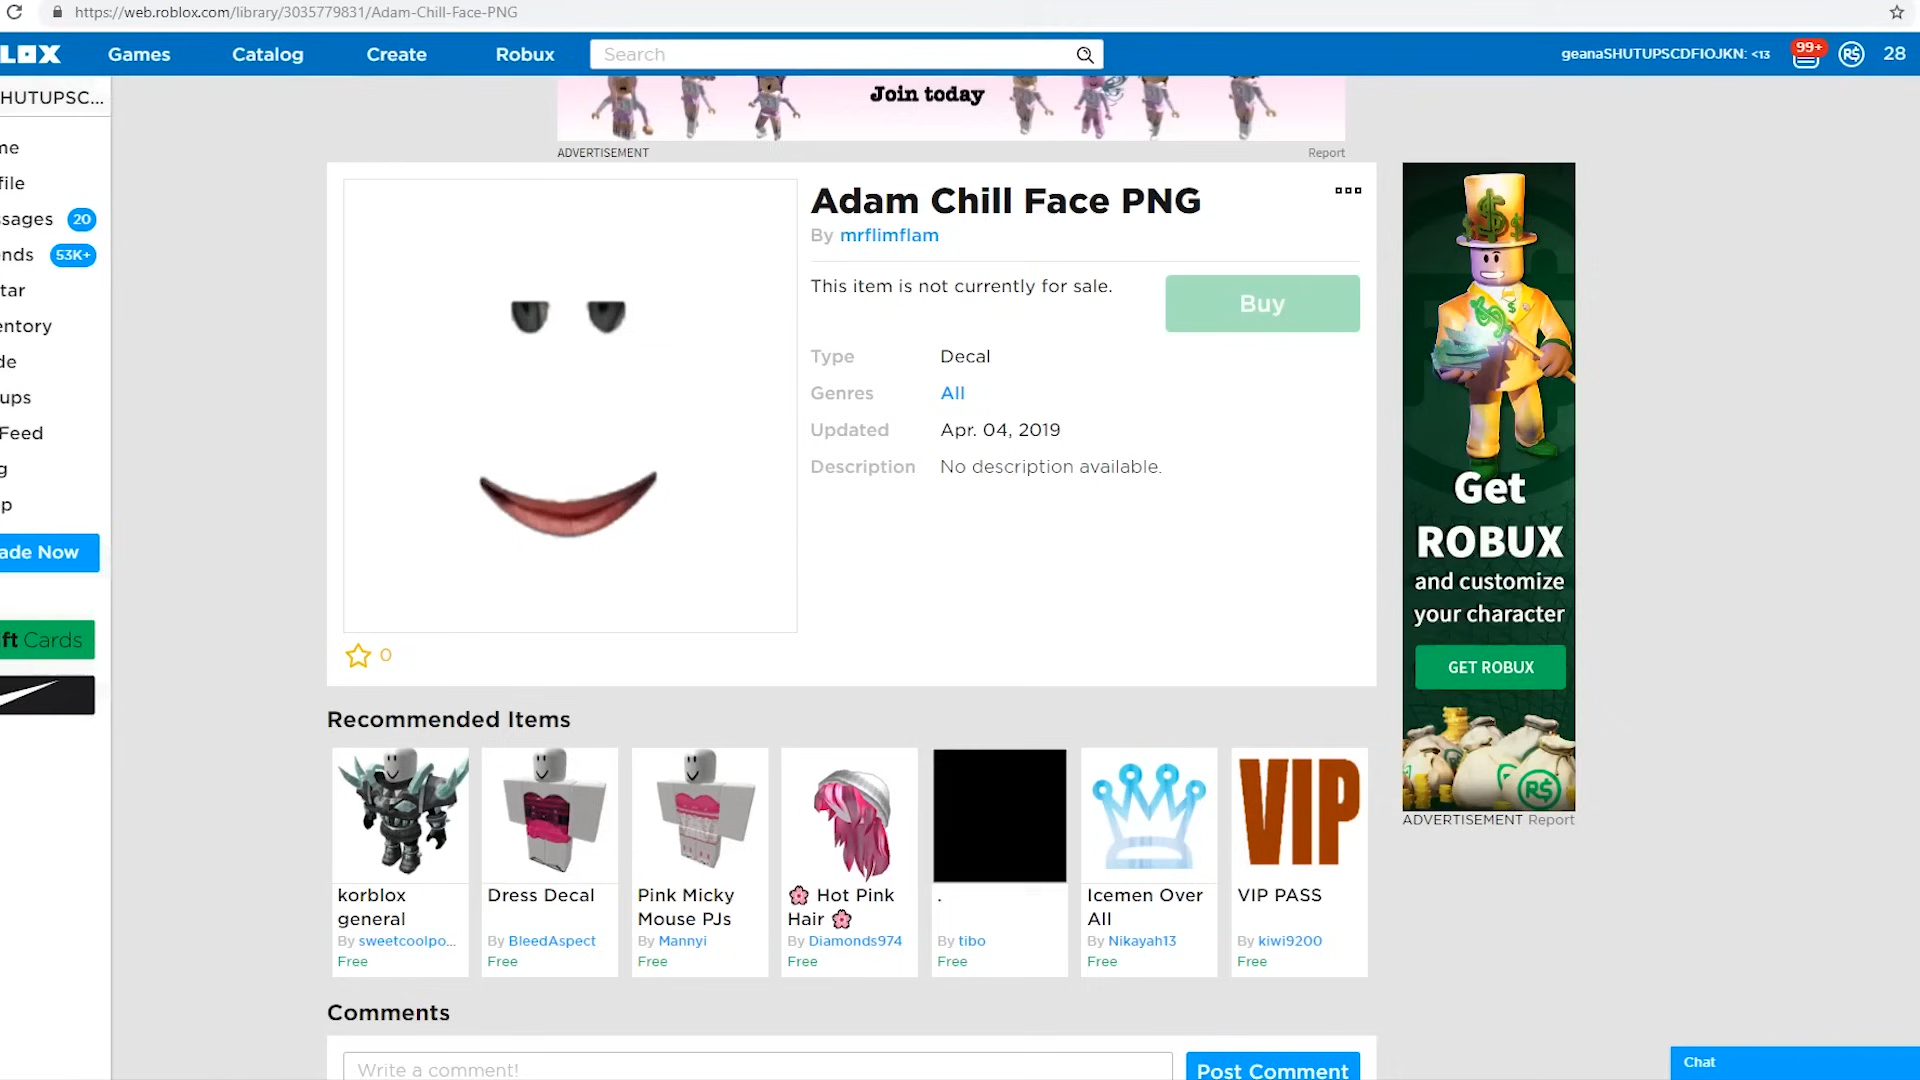 https://web.roblox.com/library/3035779831/Adam-Chill-Face-PNG
LOX Games Catalog Create Robux Search geanaSHUTUPSCDFIOJKN: <13 99+ R$ 28
HUTUPSC...
me
file
ssages 20
ends 53K+
tar
entory
de
ups
Feed
g
p
ade Now
ift Cards
Join today
ADVERTISEMENT Report
Adam Chill Face PNG
By mrflimflam
This item is not currently for sale.
Buy
Type Decal
Genres All
Updated Apr. 04, 2019
Description No description available.
0
Get
ROBUX
and customize
your character
GET ROBUX
R$
ADVERTISEMENT Report
Recommended Items
korblox
general
By sweetcoolpo...
Free
Dress Decal
By BleedAspect
Free
Pink Micky
Mouse PJs
By Mannyi
Free
🌸 Hot Pink
Hair 🌸
By Diamonds974
Free
.
By tibo
Free
Icemen Over
All
By Nikayah13
Free
VIP
VIP PASS
By kiwi9200
Free
Comments
Write a comment!
Post Comment
Chat